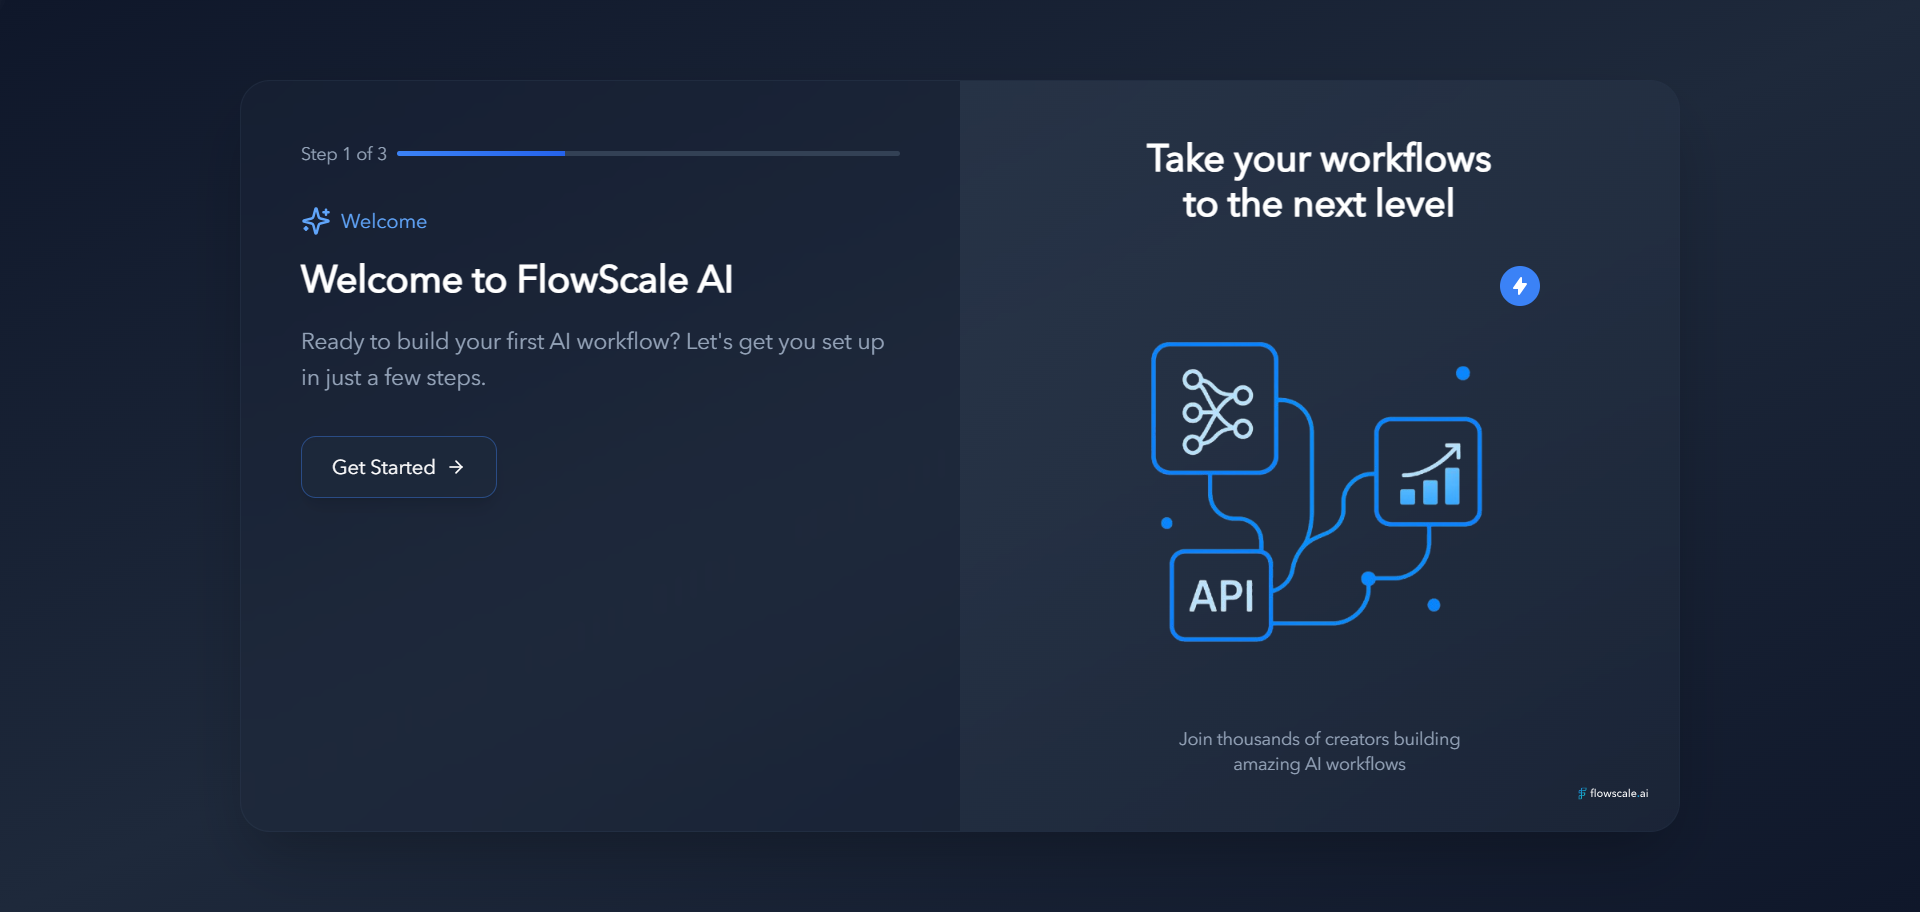 Step 1 of 3
Welcome
Welcome to FlowScale AI
Ready to build your first AI workflow? Let's get you set up
in just a few steps.
Get Started
Take your workflows
to the next level
API
Join thousands of creators building
amazing AI workflows
flowscale.ai